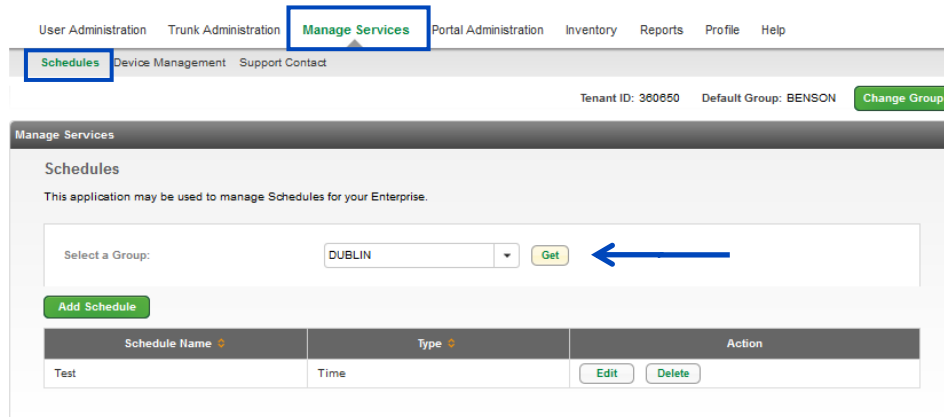 User Administration Trunk Administration Manage Services Portal Administration Inventory Reports Profile Help
Schedules Device Management Support Contact
Tenant ID: 360650 Default Group: BENSON Change Group
Manage Services
Schedules
This application may be used to manage Schedules for your Enterprise.
Select a Group: DUBLIN Get
Add Schedule
Schedule Name Type Action
Test Time Edit Delete